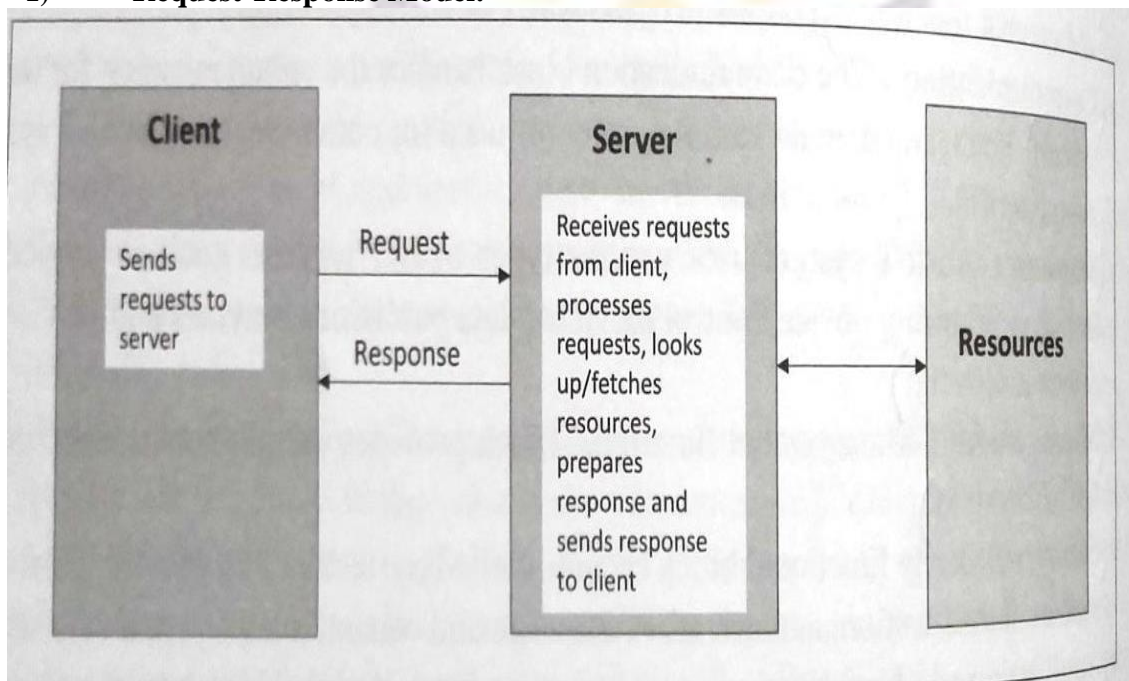 Request-Response Model:
Client
Sends
requests to
server
Request
Response
Server
Receives requests
from client,
processes
requests, looks
up/fetches
resources,
prepares
response and
sends response
to client
Resources